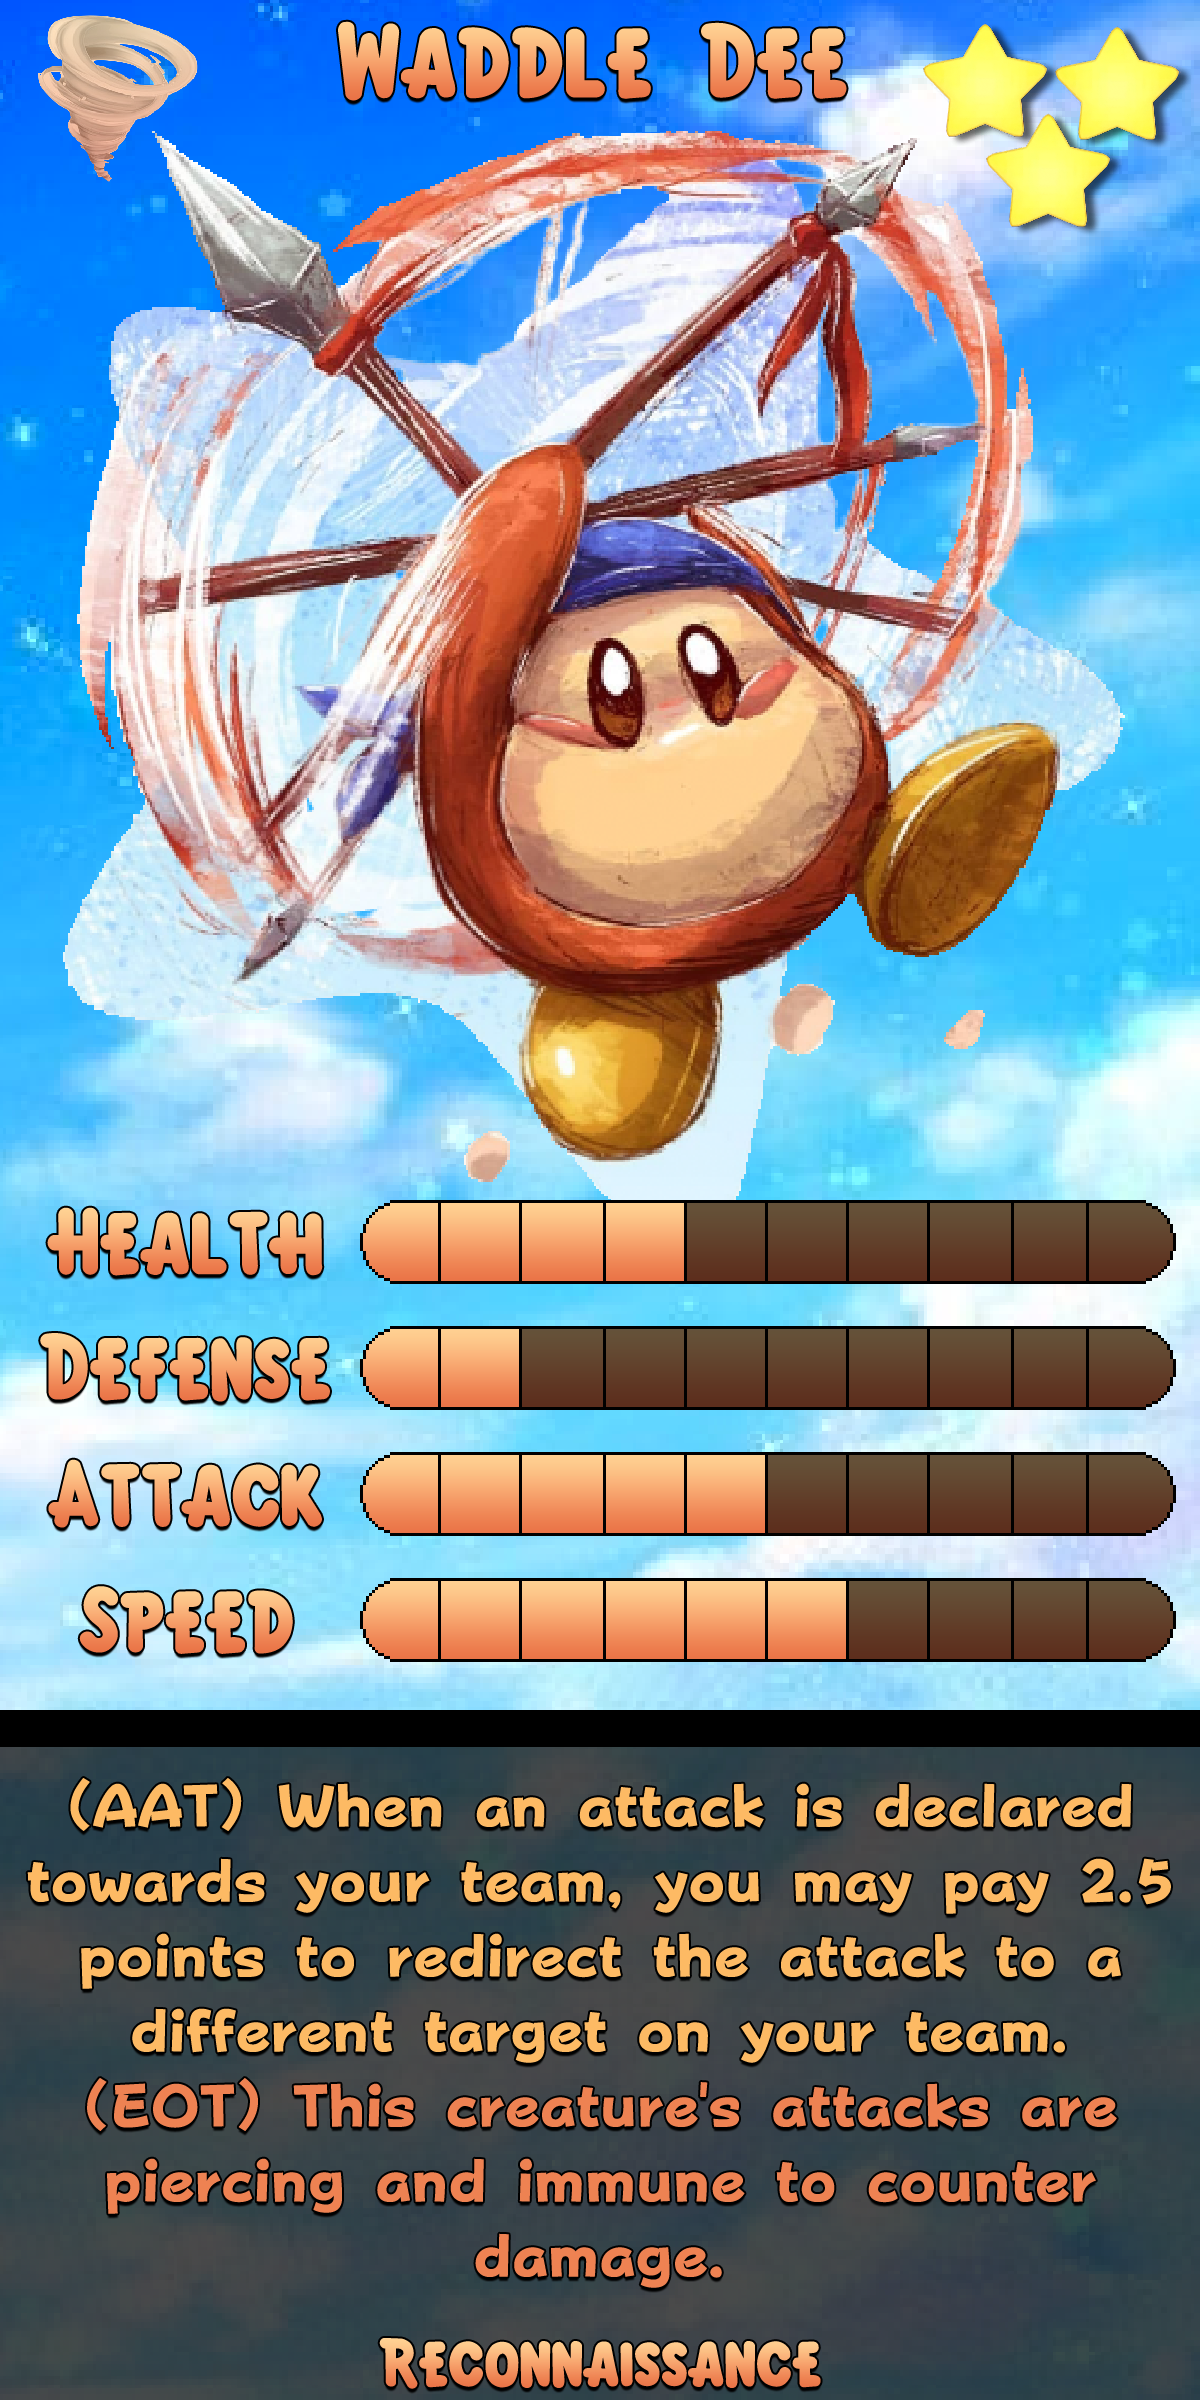 Waddle Dee
Health
Defense
Attack
Speed
(AAT) When an attack is declared
towards your team, you may pay 2.5
points to redirect the attack to a
different target on your team.
(EOT) This creature's attacks are
piercing and immune to counter
damage.
Reconnaissance